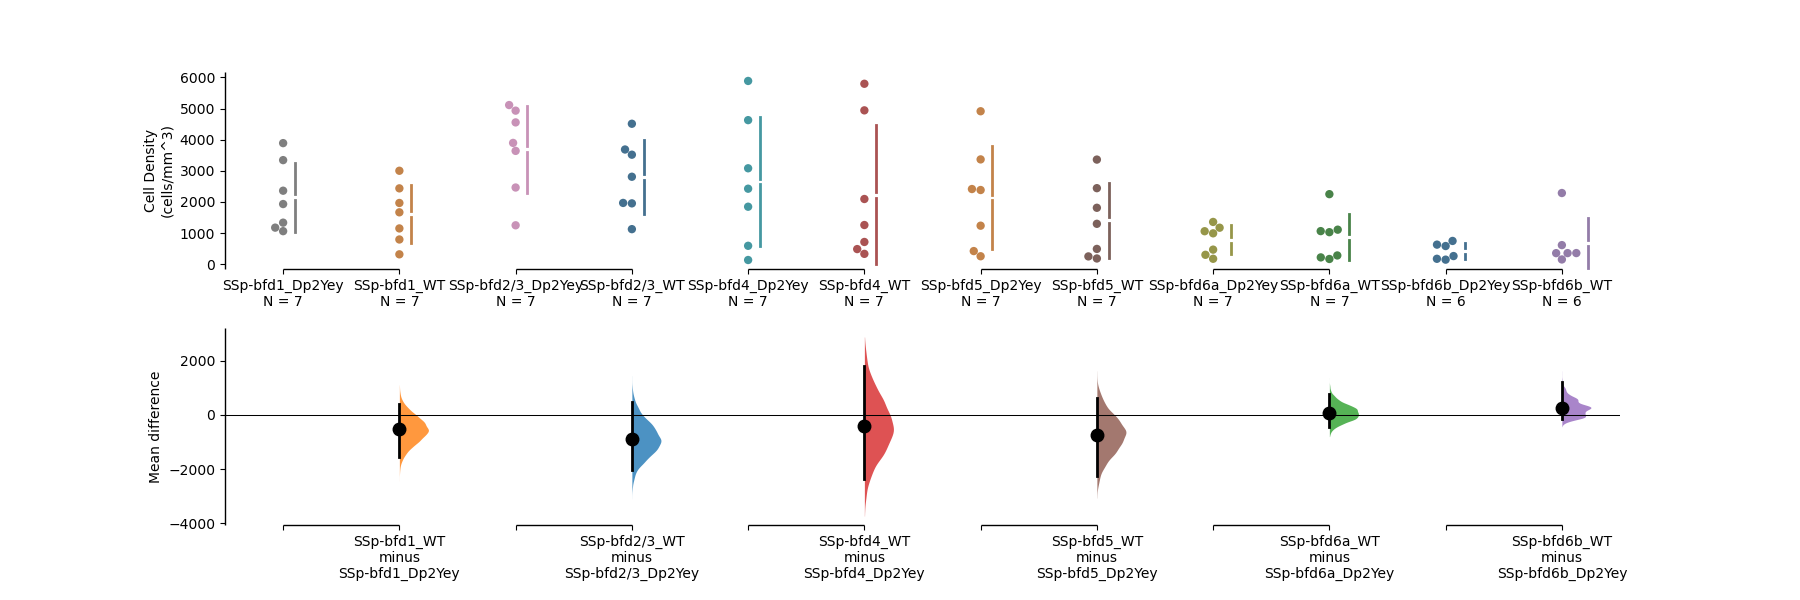 6000
5000
4000
3000
2000
1000
0
Cell Density
(cells/mm^3)
SSp-bfd1_Dp2Yey
N = 7
SSp-bfd1_WT
N = 7
SSp-bfd2/3_Dp2Yey
N = 7
SSp-bfd2/3_WT
N = 7
SSp-bfd4_Dp2Yey
N = 7
SSp-bfd4_WT
N = 7
SSp-bfd5_Dp2Yey
N = 7
SSp-bfd5_WT
N = 7
SSp-bfd6a_Dp2Yey
N = 7
SSp-bfd6a_WT
N = 7
SSp-bfd6b_Dp2Yey
N = 6
SSp-bfd6b_WT
N = 6
2000
0
−2000
−4000
Mean difference
SSp-bfd1_WT
minus
SSp-bfd1_Dp2Yey
SSp-bfd2/3_WT
minus
SSp-bfd2/3_Dp2Yey
SSp-bfd4_WT
minus
SSp-bfd4_Dp2Yey
SSp-bfd5_WT
minus
SSp-bfd5_Dp2Yey
SSp-bfd6a_WT
minus
SSp-bfd6a_Dp2Yey
SSp-bfd6b_WT
minus
SSp-bfd6b_Dp2Yey